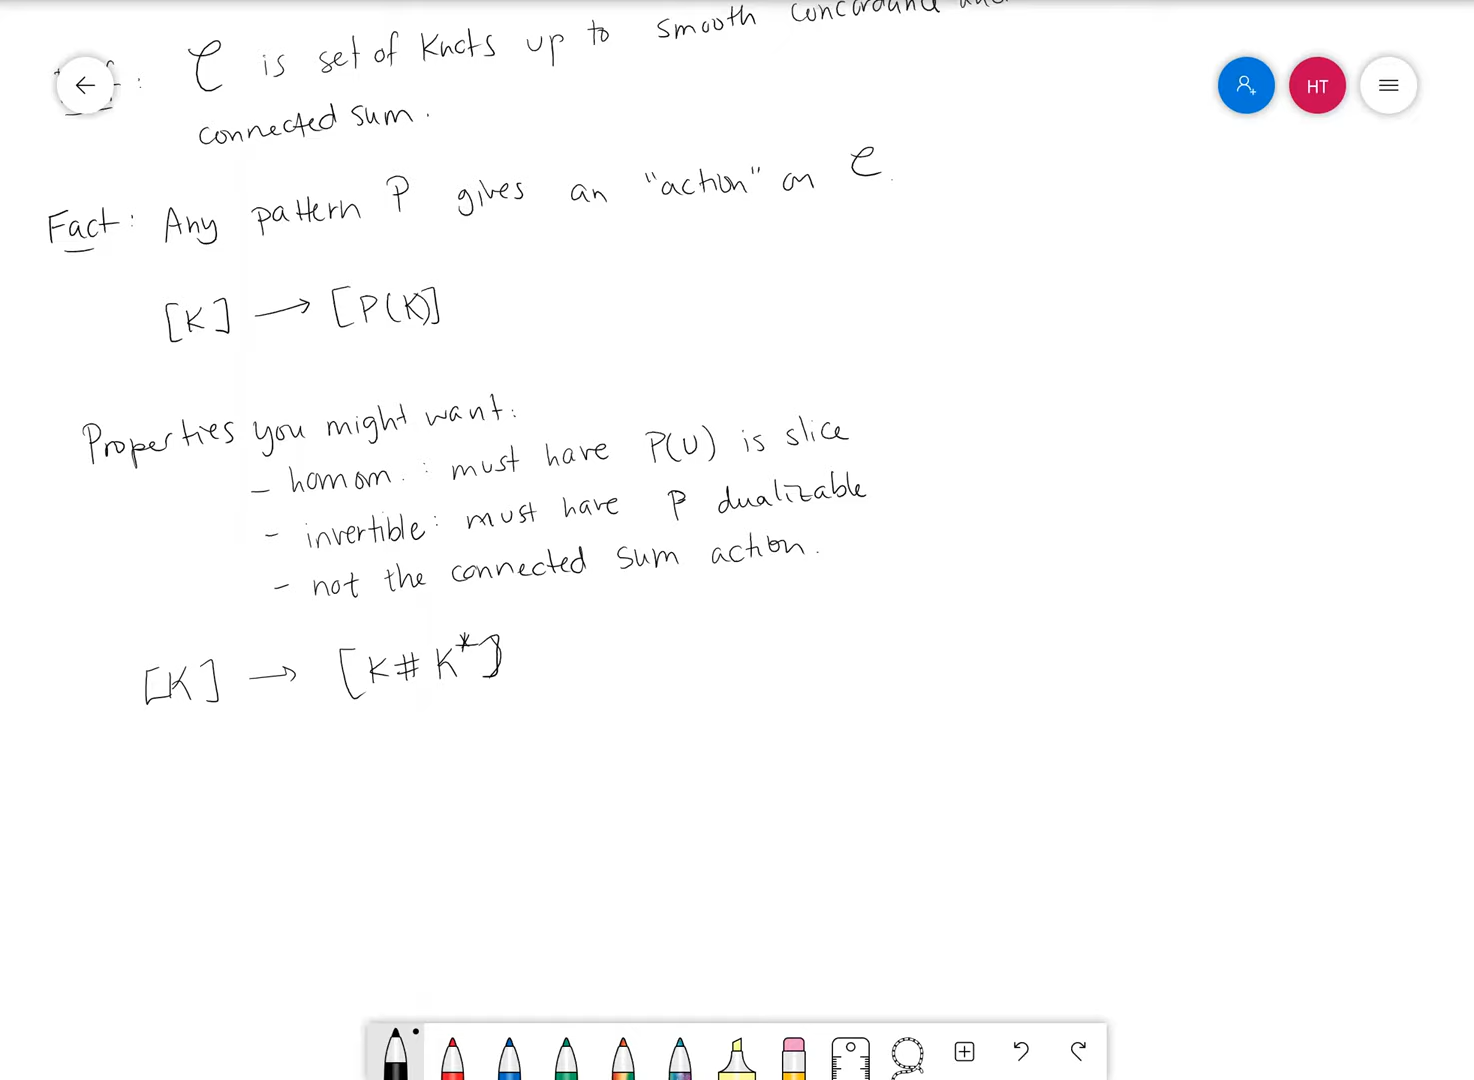 : 𝒞 is set of knots up to smooth concordance
connected sum.
Fact: Any pattern P gives an "action" on 𝒞.
[K] → [P(K)]
Properties you might want:
- homom.: must have P(U) is slice
- invertible: must have P dualizable
- not the connected sum action.
[K] → [K # K*]
HT